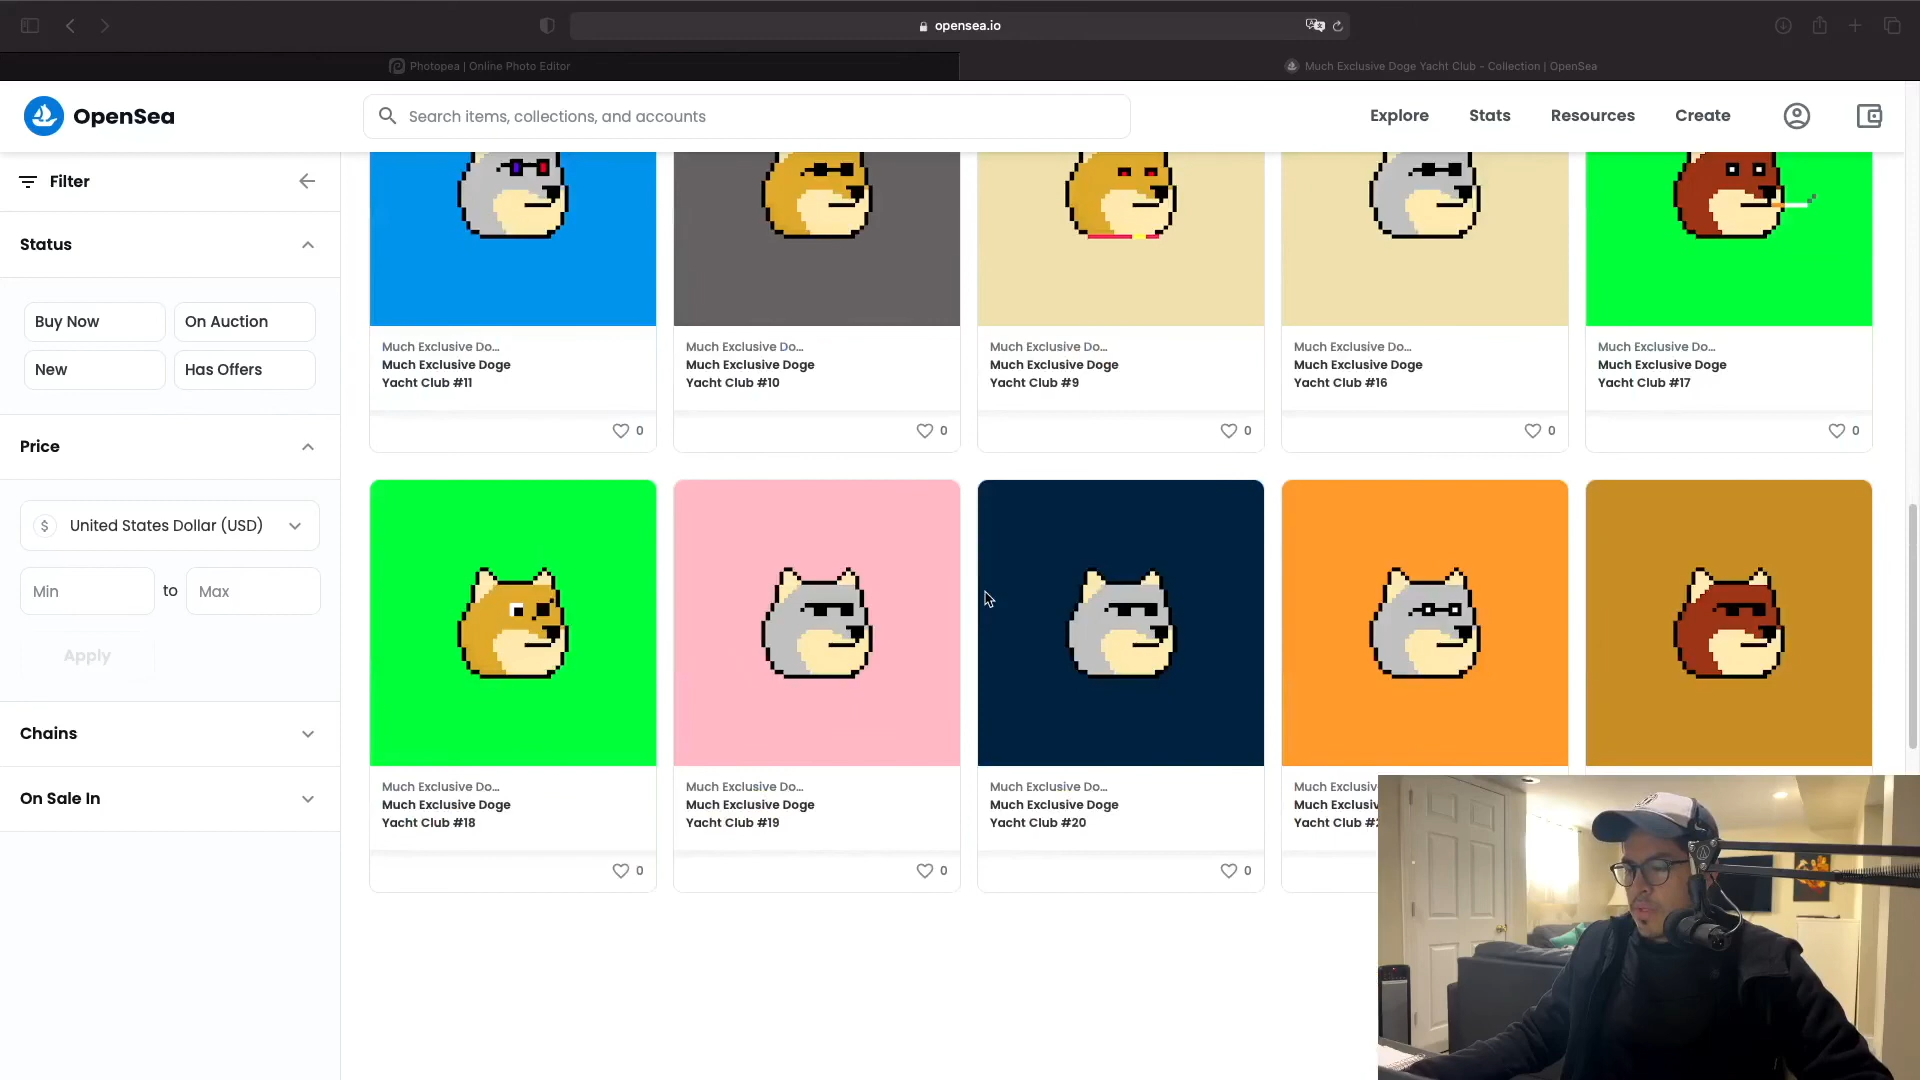 opensea.io
Photopea | Online Photo Editor
Much Exclusive Doge Yacht Club - Collection | OpenSea
OpenSea
Search items, collections, and accounts
Explore
Stats
Resources
Create
Filter
Status
Buy Now
On Auction
New
Has Offers
Price
$
United States Dollar (USD)
Min
to
Max
Apply
Chains
On Sale In
Much Exclusive Do...
Much Exclusive Doge
Yacht Club #11
0
Much Exclusive Do...
Much Exclusive Doge
Yacht Club #10
0
Much Exclusive Do...
Much Exclusive Doge
Yacht Club #9
0
Much Exclusive Do...
Much Exclusive Doge
Yacht Club #16
0
Much Exclusive Do...
Much Exclusive Doge
Yacht Club #17
0
Much Exclusive Do...
Much Exclusive Doge
Yacht Club #18
0
Much Exclusive Do...
Much Exclusive Doge
Yacht Club #19
0
Much Exclusive Do...
Much Exclusive Doge
Yacht Club #20
0
Much
Much
Yacht Club